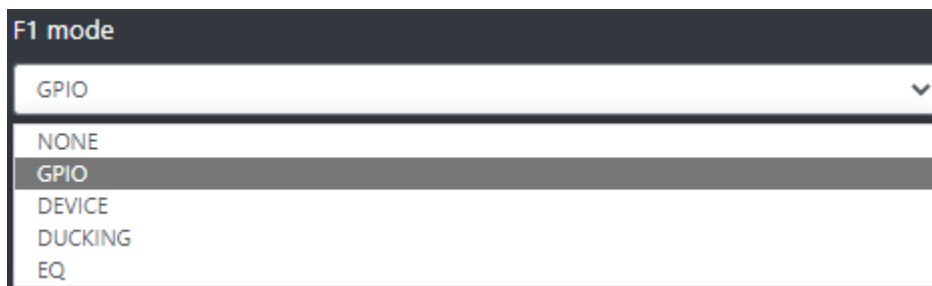 F1 mode
GPIO
NONE
GPIO
DEVICE
DUCKING
EQ